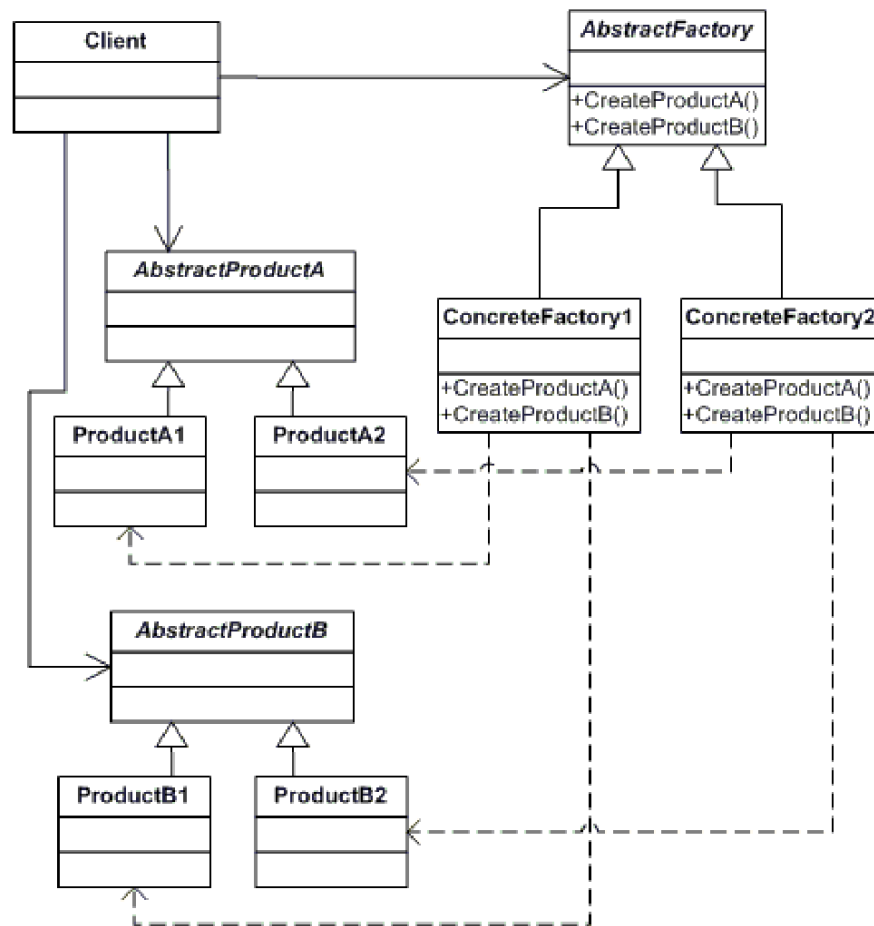 Client
AbstractFactory
+CreateProductA()
+CreateProductB()
AbstractProductA
ConcreteFactory1
+CreateProductA()
+CreateProductB()
ConcreteFactory2
+CreateProductA()
+CreateProductB()
ProductA1
ProductA2
AbstractProductB
ProductB1
ProductB2